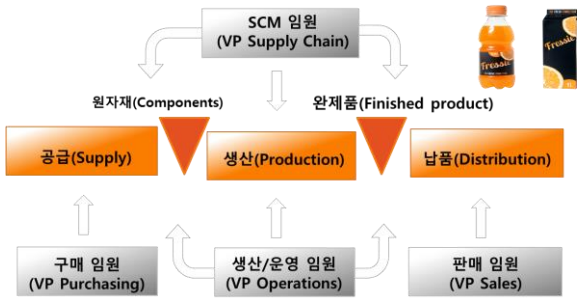 SCM 임원
(VP Supply Chain)
원자재(Components)
완제품(Finished product)
Fressie
Fressie
공급(Supply)
생산(Production)
납품(Distribution)
구매 임원
(VP Purchasing)
생산/운영 임원
(VP Operations)
판매 임원
(VP Sales)